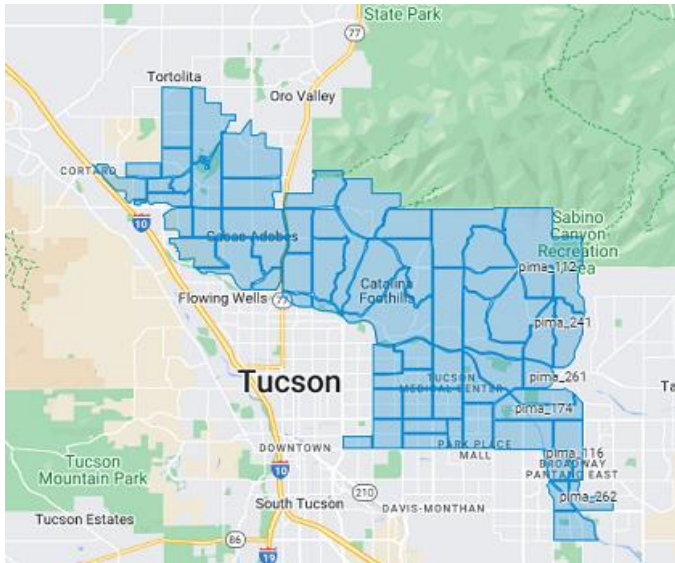 State Park
77
Tortolita
Oro Valley
CORTARO
10
Casas Adobes
Sabino
Canyon
Recreation
Area
pima_112
Catalina
Foothills
Flowing Wells
77
pima_241
Tucson
TUCSON
MEDICAL CENTER
pima_261
pima_174
DOWNTOWN
PARK PLACE
MALL
pima_116
BROADWAY
PANTANO EAST
Tucson
Mountain Park
10
210
pima_262
South Tucson
DAVIS-MONTHAN
Tucson Estates
86
19